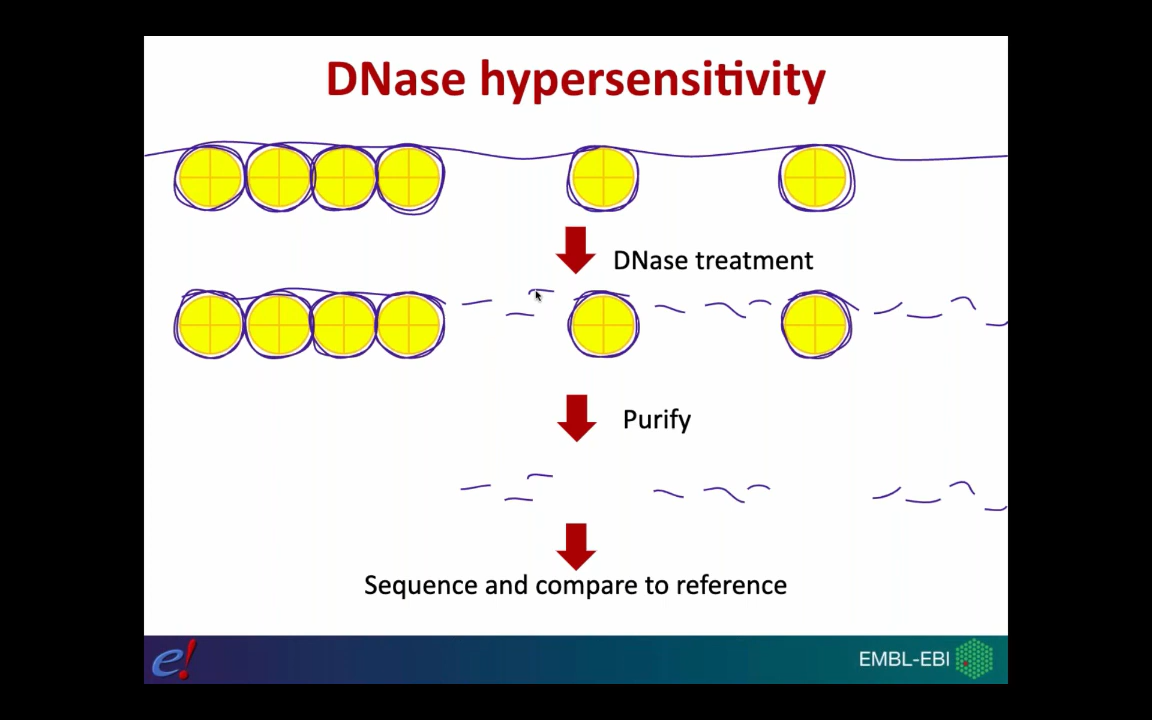 DNase hypersensitivity
DNase treatment
Purify
Sequence and compare to reference
e!
EMBL-EBI